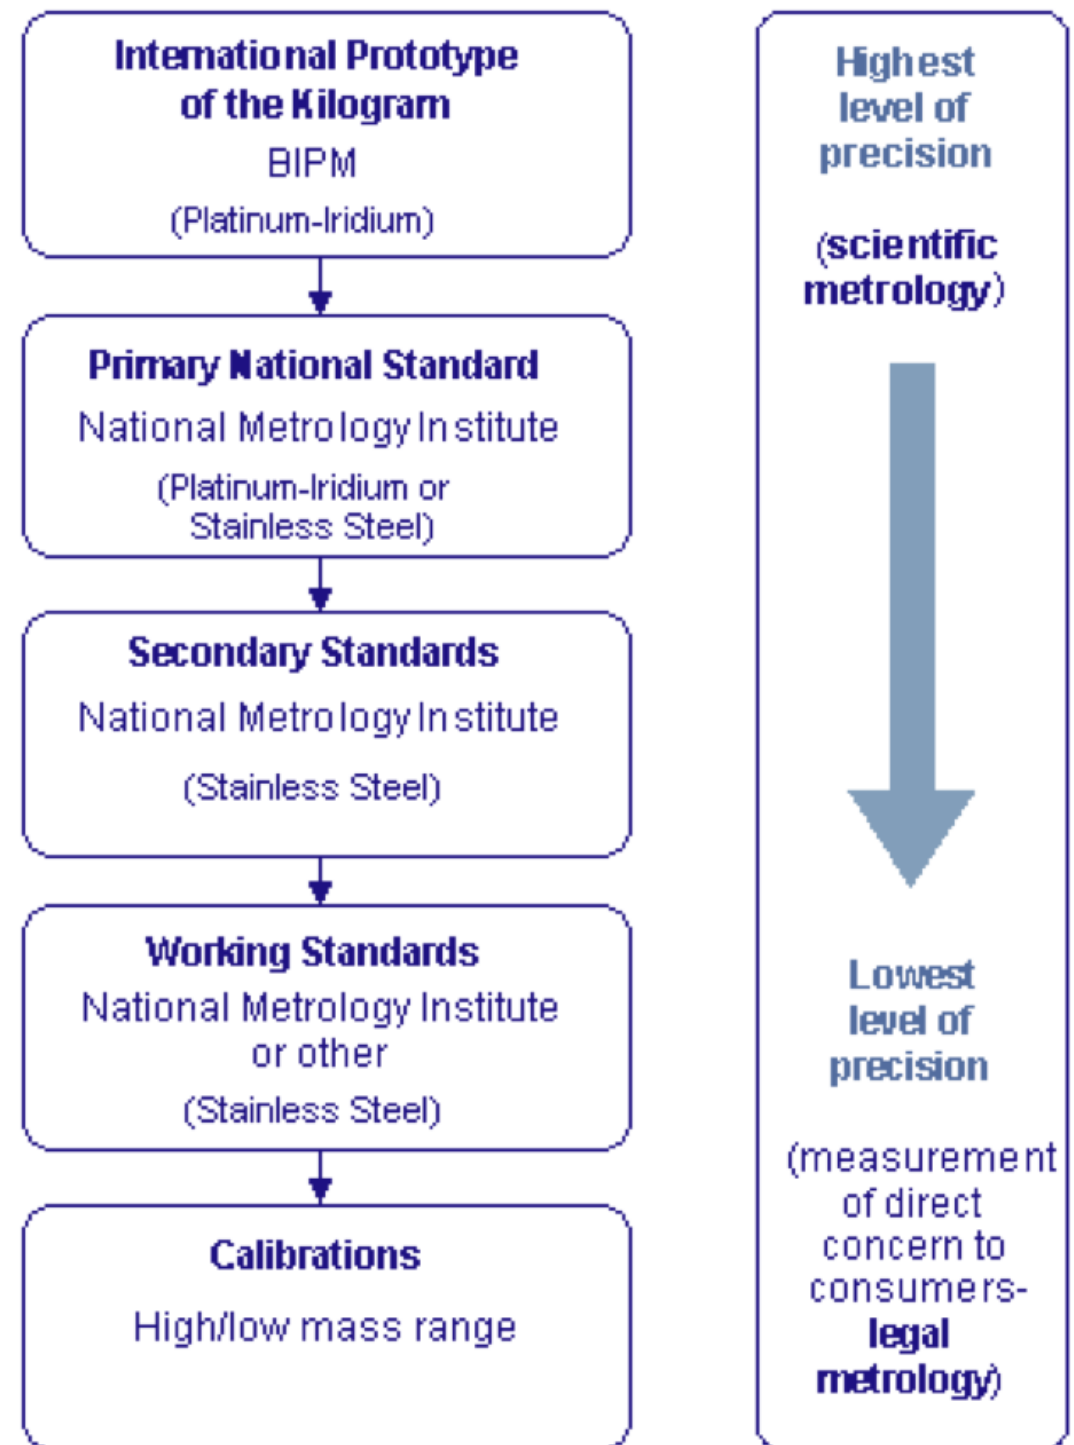 International Prototype
of the Kilogram
BIPM
(Platinum-Iridium)
Primary National Standard
National Metrology Institute
(Platinum-Iridium or
Stainless Steel)
Secondary Standards
National Metrology Institute
(Stainless Steel)
Working Standards
National Metrology Institute
or other
(Stainless Steel)
Calibrations
High/low mass range
Highest
level of
precision
(scientific
metrology)
Lowest
level of
precision
(measurement
of direct
concern to
consumers-
legal
metrology)